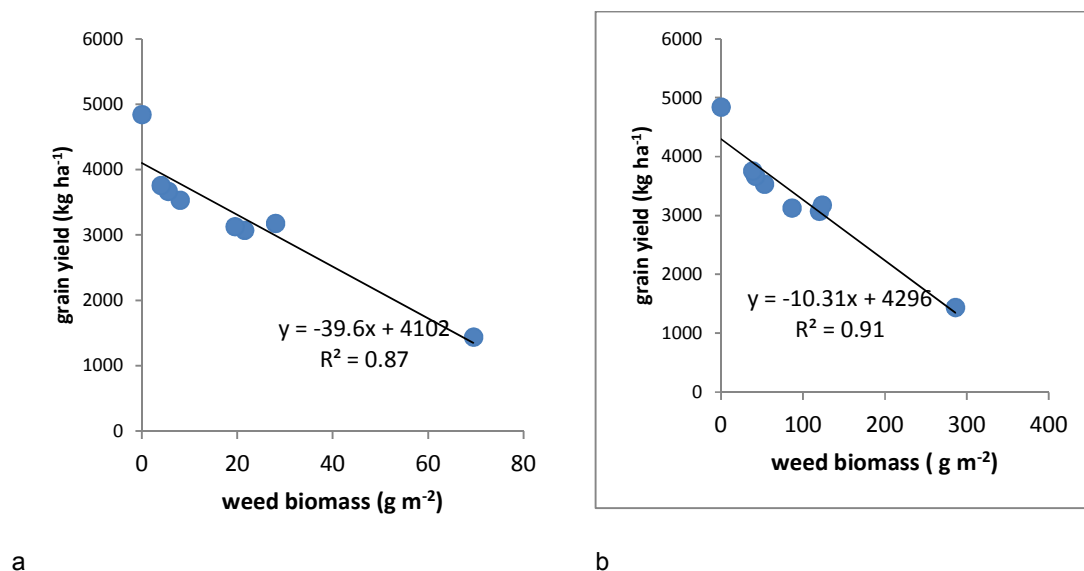 6000
5000
4000
3000
2000
1000
0
grain yield (kg ha⁻¹)
y = -39.6x + 4102
R² = 0.87
0 20 40 60 80
weed biomass (g m⁻²)
a
6000
5000
4000
3000
2000
1000
0
grain yield (kg ha⁻¹)
y = -10.31x + 4296
R² = 0.91
0 100 200 300 400
weed biomass ( g m⁻²)
b